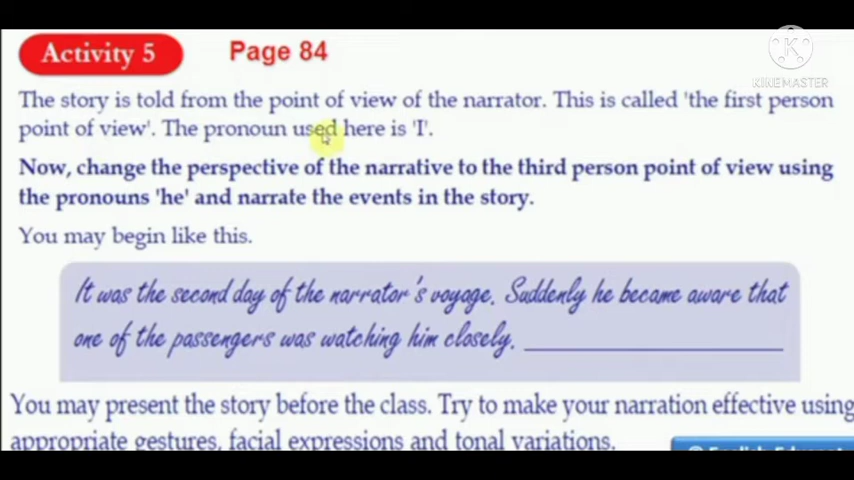 Activity 5 Page 84
KINEMASTER
The story is told from the point of view of the narrator. This is called 'the first person
point of view'. The pronoun used here is 'I'.
Now, change the perspective of the narrative to the third person point of view using
the pronouns 'he' and narrate the events in the story.
You may begin like this.
It was the second day of the narrator's voyage. Suddenly he became aware that
one of the passengers was watching him closely.
You may present the story before the class. Try to make your narration effective using
appropriate gestures, facial expressions and tonal variations.